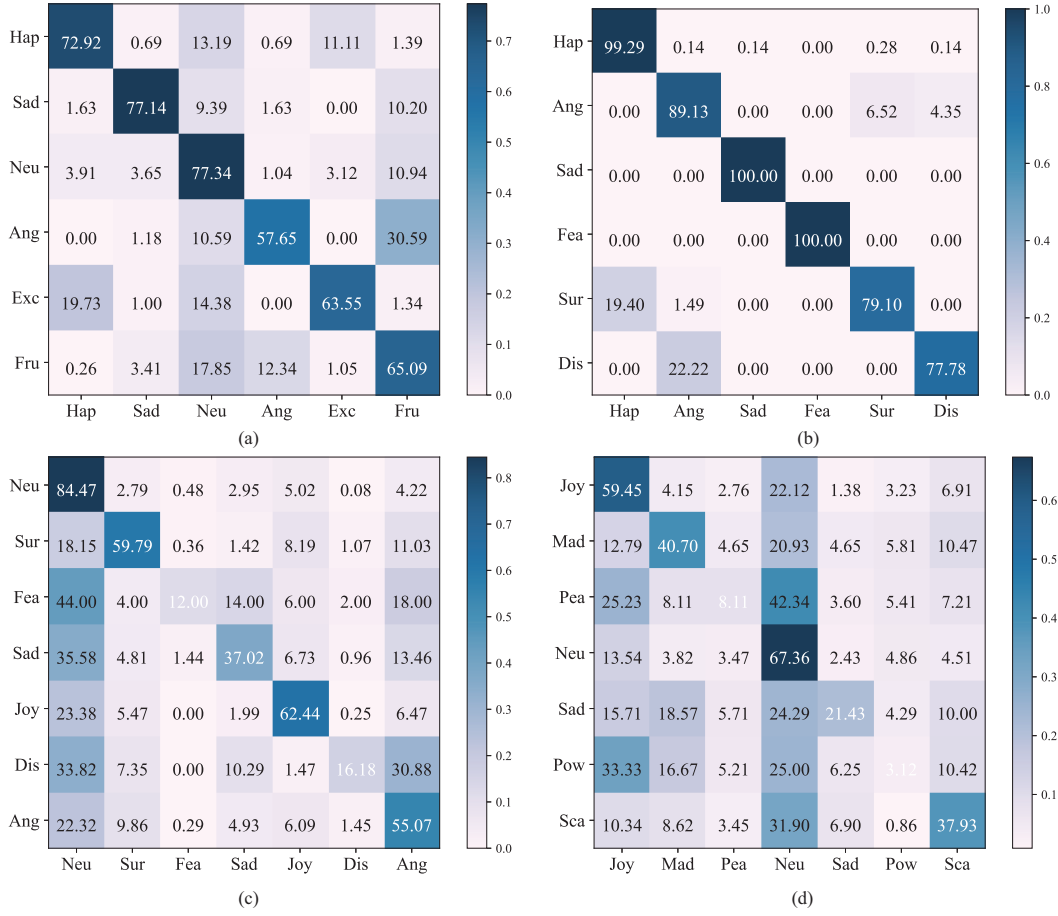 Hap 72.92 0.69 13.19 0.69 11.11 1.39
Sad 1.63 77.14 9.39 1.63 0.00 10.20
Neu 3.91 3.65 77.34 1.04 3.12 10.94
Ang 0.00 1.18 10.59 57.65 0.00 30.59
Exc 19.73 1.00 14.38 0.00 63.55 1.34
Fru 0.26 3.41 17.85 12.34 1.05 65.09
Hap Sad Neu Ang Exc Fru
0.7
0.6
0.5
0.4
0.3
0.2
0.1
0.0
(a)
Hap 99.29 0.14 0.14 0.00 0.28 0.14
Ang 0.00 89.13 0.00 0.00 6.52 4.35
Sad 0.00 0.00 100.00 0.00 0.00 0.00
Fea 0.00 0.00 0.00 100.00 0.00 0.00
Sur 19.40 1.49 0.00 0.00 79.10 0.00
Dis 0.00 22.22 0.00 0.00 0.00 77.78
Hap Ang Sad Fea Sur Dis
1.0
0.8
0.6
0.4
0.2
0.0
(b)
Neu 84.47 2.79 0.48 2.95 5.02 0.08 4.22
Sur 18.15 59.79 0.36 1.42 8.19 1.07 11.03
Fea 44.00 4.00 12.00 14.00 6.00 2.00 18.00
Sad 35.58 4.81 1.44 37.02 6.73 0.96 13.46
Joy 23.38 5.47 0.00 1.99 62.44 0.25 6.47
Dis 33.82 7.35 0.00 10.29 1.47 16.18 30.88
Ang 22.32 9.86 0.29 4.93 6.09 1.45 55.07
Neu Sur Fea Sad Joy Dis Ang
0.8
0.7
0.6
0.5
0.4
0.3
0.2
0.1
0.0
(c)
Joy 59.45 4.15 2.76 22.12 1.38 3.23 6.91
Mad 12.79 40.70 4.65 20.93 4.65 5.81 10.47
Pea 25.23 8.11 8.11 42.34 3.60 5.41 7.21
Neu 13.54 3.82 3.47 67.36 2.43 4.86 4.51
Sad 15.71 18.57 5.71 24.29 21.43 4.29 10.00
Pow 33.33 16.67 5.21 25.00 6.25 3.12 10.42
Sca 10.34 8.62 3.45 31.90 6.90 0.86 37.93
Joy Mad Pea Neu Sad Pow Sca
0.6
0.5
0.4
0.3
0.2
0.1
(d)